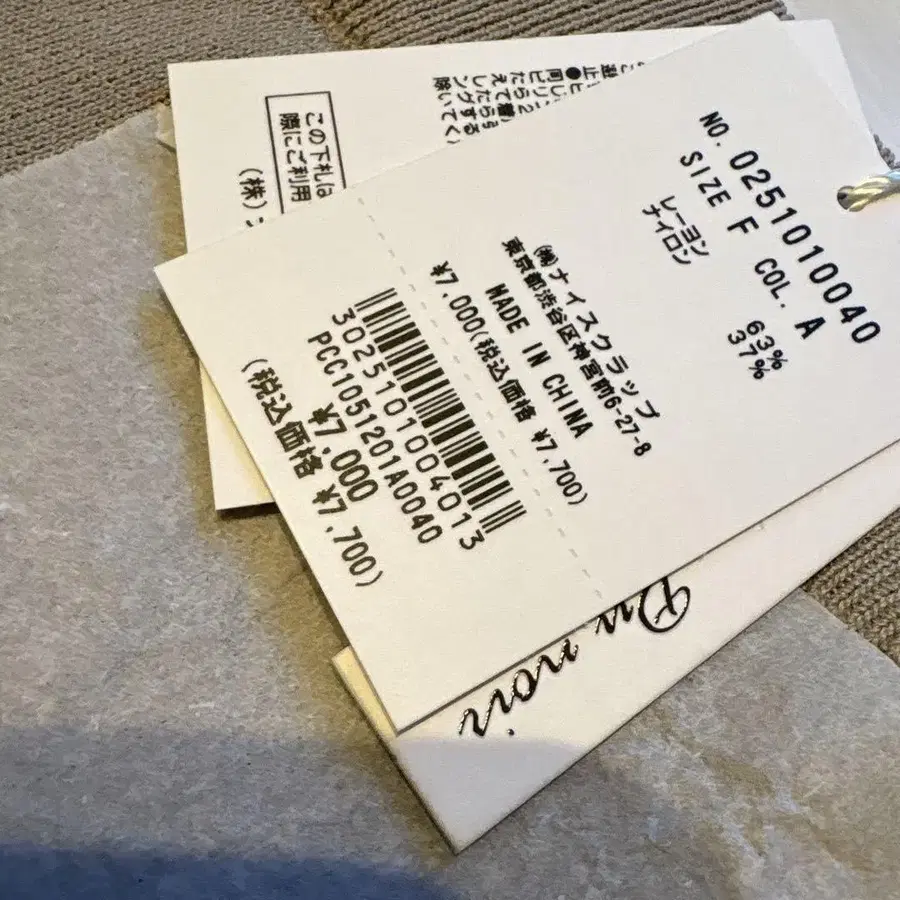 NO. 0251010040
SIZE F COL. A
レーヨン 63%
ナイロン 37%
㈱ナイスクラップ
東京都渋谷区神宮前6-27-8
MADE IN CHINA
¥7.000(税込価格 ¥7.700)
3025101004013
PCC1051201A0040
¥7.000
(税込価格 ¥7.700)
この下札は
際にご利用
(株)
noir